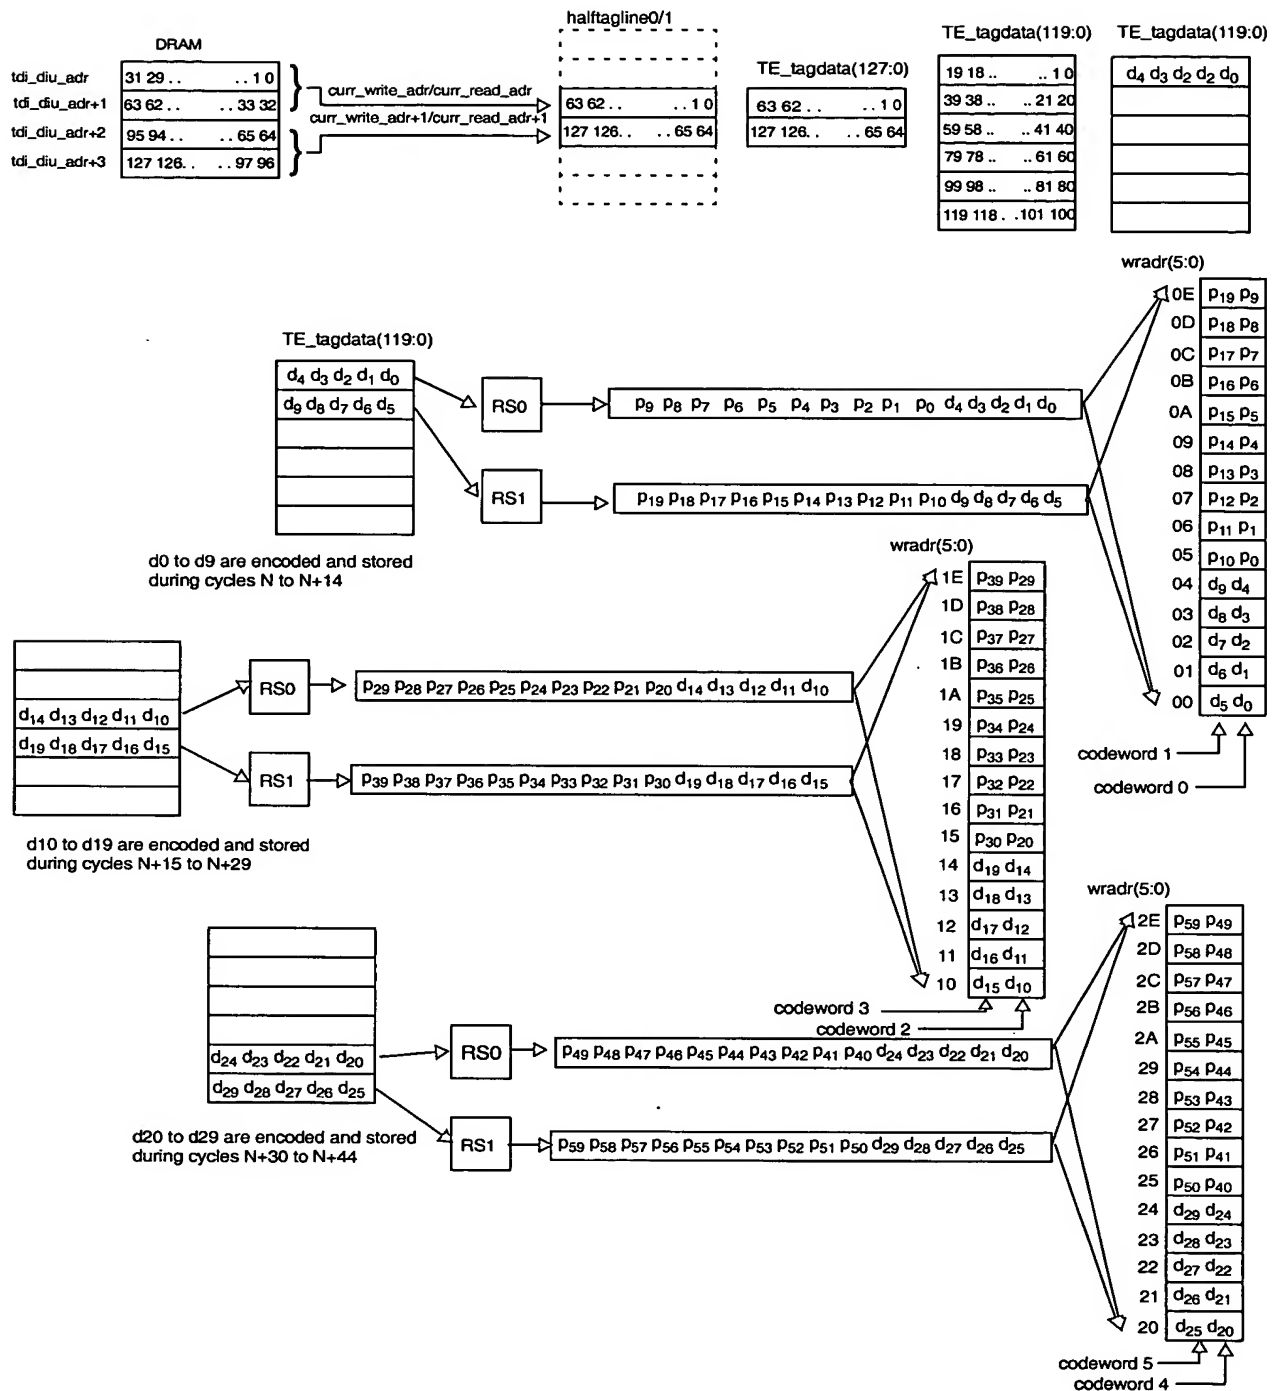 halftagline0/1
DRAM
tdi_diu_adr 31 29 . . . . 1 0
tdi_diu_adr+1 63 62 . . . . 33 32
tdi_diu_adr+2 95 94 . . . . 65 64
tdi_diu_adr+3 127 126. . . . 97 96
curr_write_adr/curr_read_adr
curr_write_adr+1/curr_read_adr+1
63 62 . . . . 1 0
127 126. . . . 65 64
TE_tagdata(127:0)
63 62 . . . . 1 0
127 126. . . . 65 64
TE_tagdata(119:0)
19 18 .. .. 1 0
39 38 .. .. 21 20
59 58 .. .. 41 40
79 78 .. .. 61 60
99 98 .. .. 81 80
119 118 . . ..101 100
TE_tagdata(119:0)
d4 d3 d2 d2 d0
TE_tagdata(119:0)
d4 d3 d2 d1 d0
d9 d8 d7 d6 d5
RS0
p9 p8 p7 p6 p5 p4 p3 p2 p1 p0 d4 d3 d2 d1 d0
RS1
p19 p18 p17 p16 p15 p14 p13 p12 p11 p10 d9 d8 d7 d6 d5
d0 to d9 are encoded and stored
during cycles N to N+14
wradr(5:0)
0E p19 p9
0D p18 p8
0C p17 p7
0B p16 p6
0A p15 p5
09 p14 p4
08 p13 p3
07 p12 p2
06 p11 p1
05 p10 p0
04 d9 d4
03 d8 d3
02 d7 d2
01 d6 d1
00 d5 d0
codeword 1
codeword 0
d14 d13 d12 d11 d10
d19 d18 d17 d16 d15
RS0
p29 p28 p27 p26 p25 p24 p23 p22 p21 p20 d14 d13 d12 d11 d10
RS1
p39 p38 p37 p36 p35 p34 p33 p32 p31 p30 d19 d18 d17 d16 d15
d10 to d19 are encoded and stored
during cycles N+15 to N+29
wradr(5:0)
1E p39 p29
1D p38 p28
1C p37 p27
1B p36 p26
1A p35 p25
19 p34 p24
18 p33 p23
17 p32 p22
16 p31 p21
15 p30 p20
14 d19 d14
13 d18 d13
12 d17 d12
11 d16 d11
10 d15 d10
codeword 3
codeword 2
d24 d23 d22 d21 d20
d29 d28 d27 d26 d25
RS0
p49 p48 p47 p46 p45 p44 p43 p42 p41 p40 d24 d23 d22 d21 d20
RS1
p59 p58 p57 p56 p55 p54 p53 p52 p51 p50 d29 d28 d27 d26 d25
d20 to d29 are encoded and stored
during cycles N+30 to N+44
wradr(5:0)
2E p59 p49
2D p58 p48
2C p57 p47
2B p56 p46
2A p55 p45
29 p54 p44
28 p53 p43
27 p52 p42
26 p51 p41
25 p50 p40
24 d29 d24
23 d28 d23
22 d27 d22
21 d26 d21
20 d25 d20
codeword 5
codeword 4